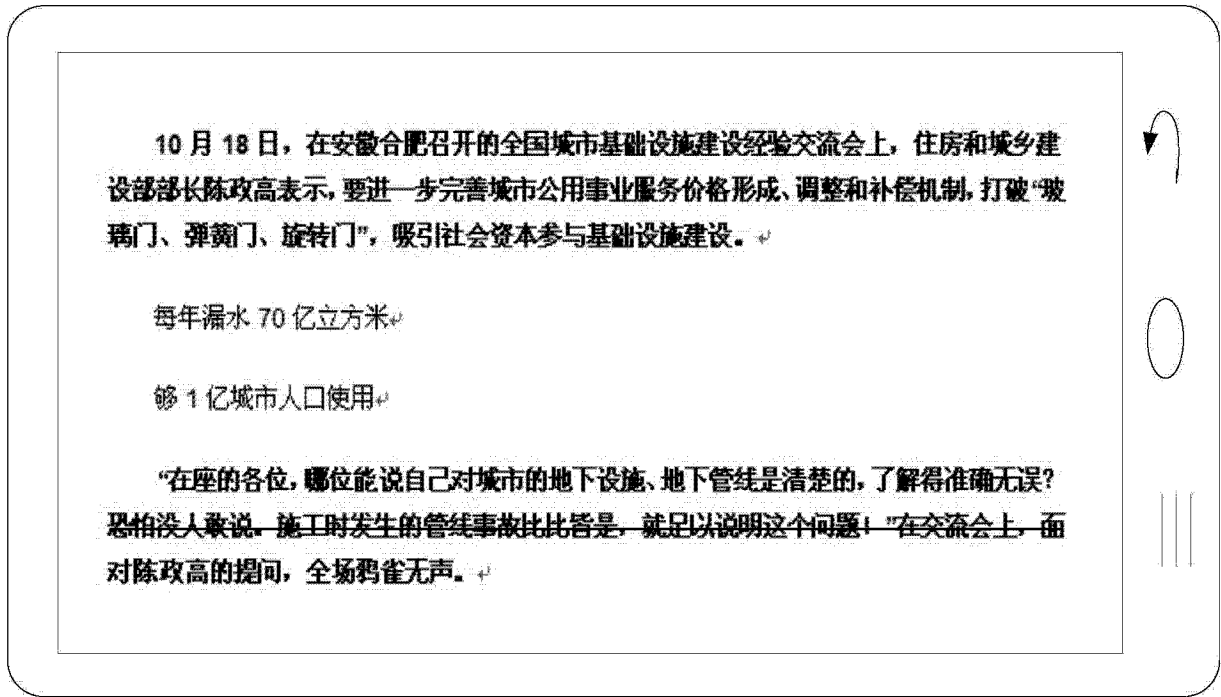 10 月 18 日，在安徽合肥召开的全国城市基础设施建设经验交流会上，住房和城乡建
设部部长陈政高表示，要进一步完善城市公用事业服务价格形成、调整和补偿机制，打破“玻
璃门、弹簧门、旋转门”，吸引社会资本参与基础设施建设。
每年漏水 70 亿立方米
够 1 亿城市人口使用
“在座的各位，哪位能说自己对城市的地下设施、地下管线是清楚的，了解得准确无误？
恐怕没人敢说。施工时发生的管线事故比比皆是，就足以说明这个问题！”在交流会上，面
对陈政高的提问，全场鸦雀无声。